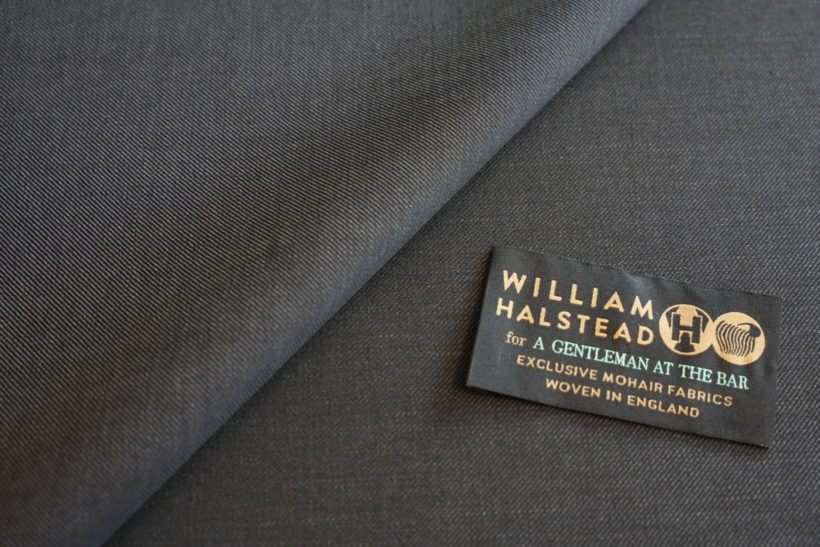 WILLIAM
HALSTEAD
H
for A GENTLEMAN AT THE BAR
EXCLUSIVE MOHAIR FABRICS
WOVEN IN ENGLAND